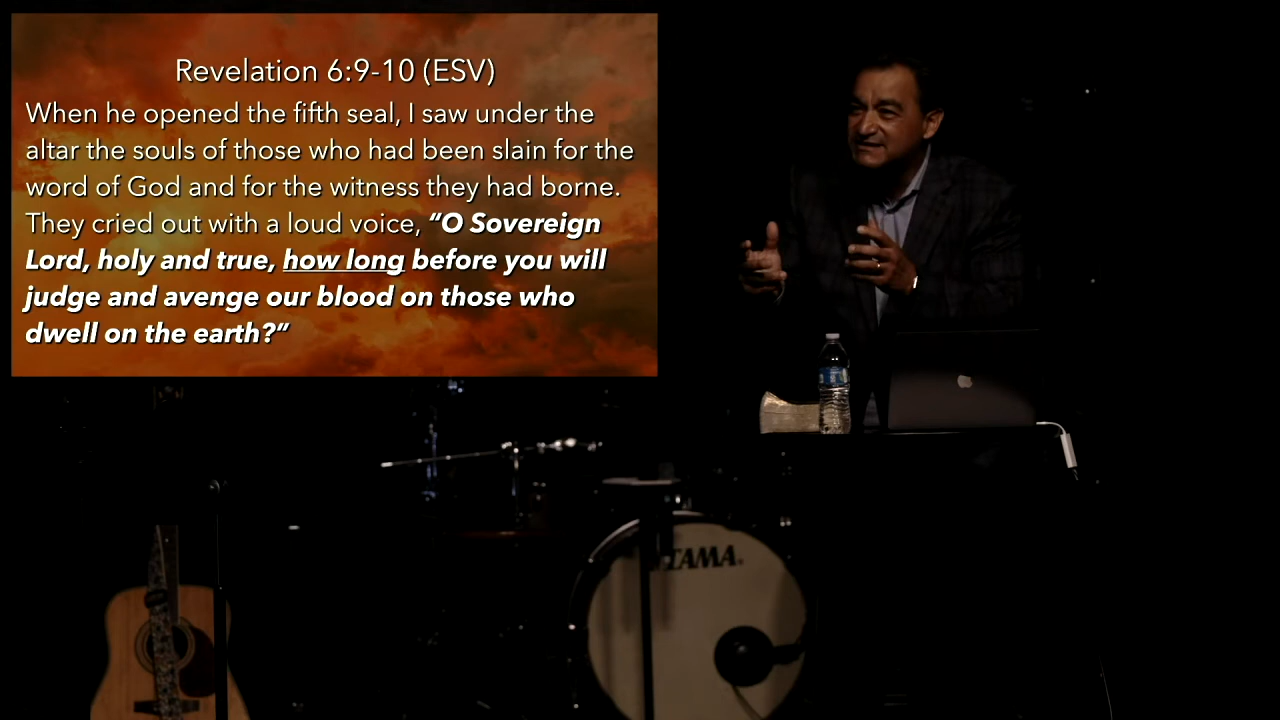 Revelation 6:9-10 (ESV)
When he opened the fifth seal, I saw under the
altar the souls of those who had been slain for the
word of God and for the witness they had borne.
They cried out with a loud voice, “O Sovereign
Lord, holy and true, how long before you will
judge and avenge our blood on those who
dwell on the earth?”
TAMA